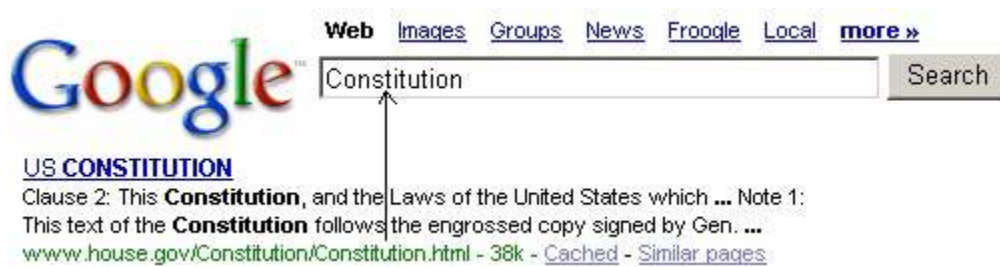 Web Images Groups News Froogle Local more »
Google™
Constitution Search
US CONSTITUTION
Clause 2: This Constitution, and the Laws of the United States which ... Note 1:
This text of the Constitution follows the engrossed copy signed by Gen. ...
www.house.gov/Constitution/Constitution.html - 38k - Cached - Similar pages